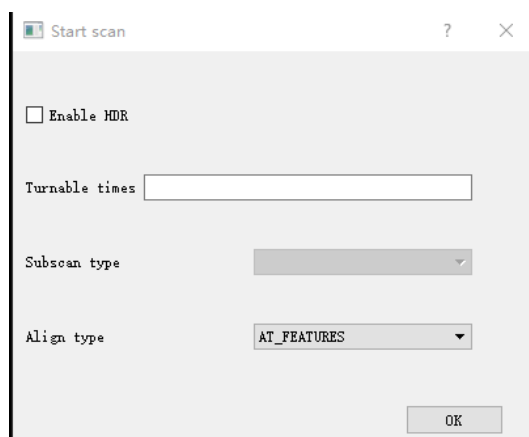 Start scan
Enable HDR
Turnable times
Subscan type
Align type AT_FEATURES
OK